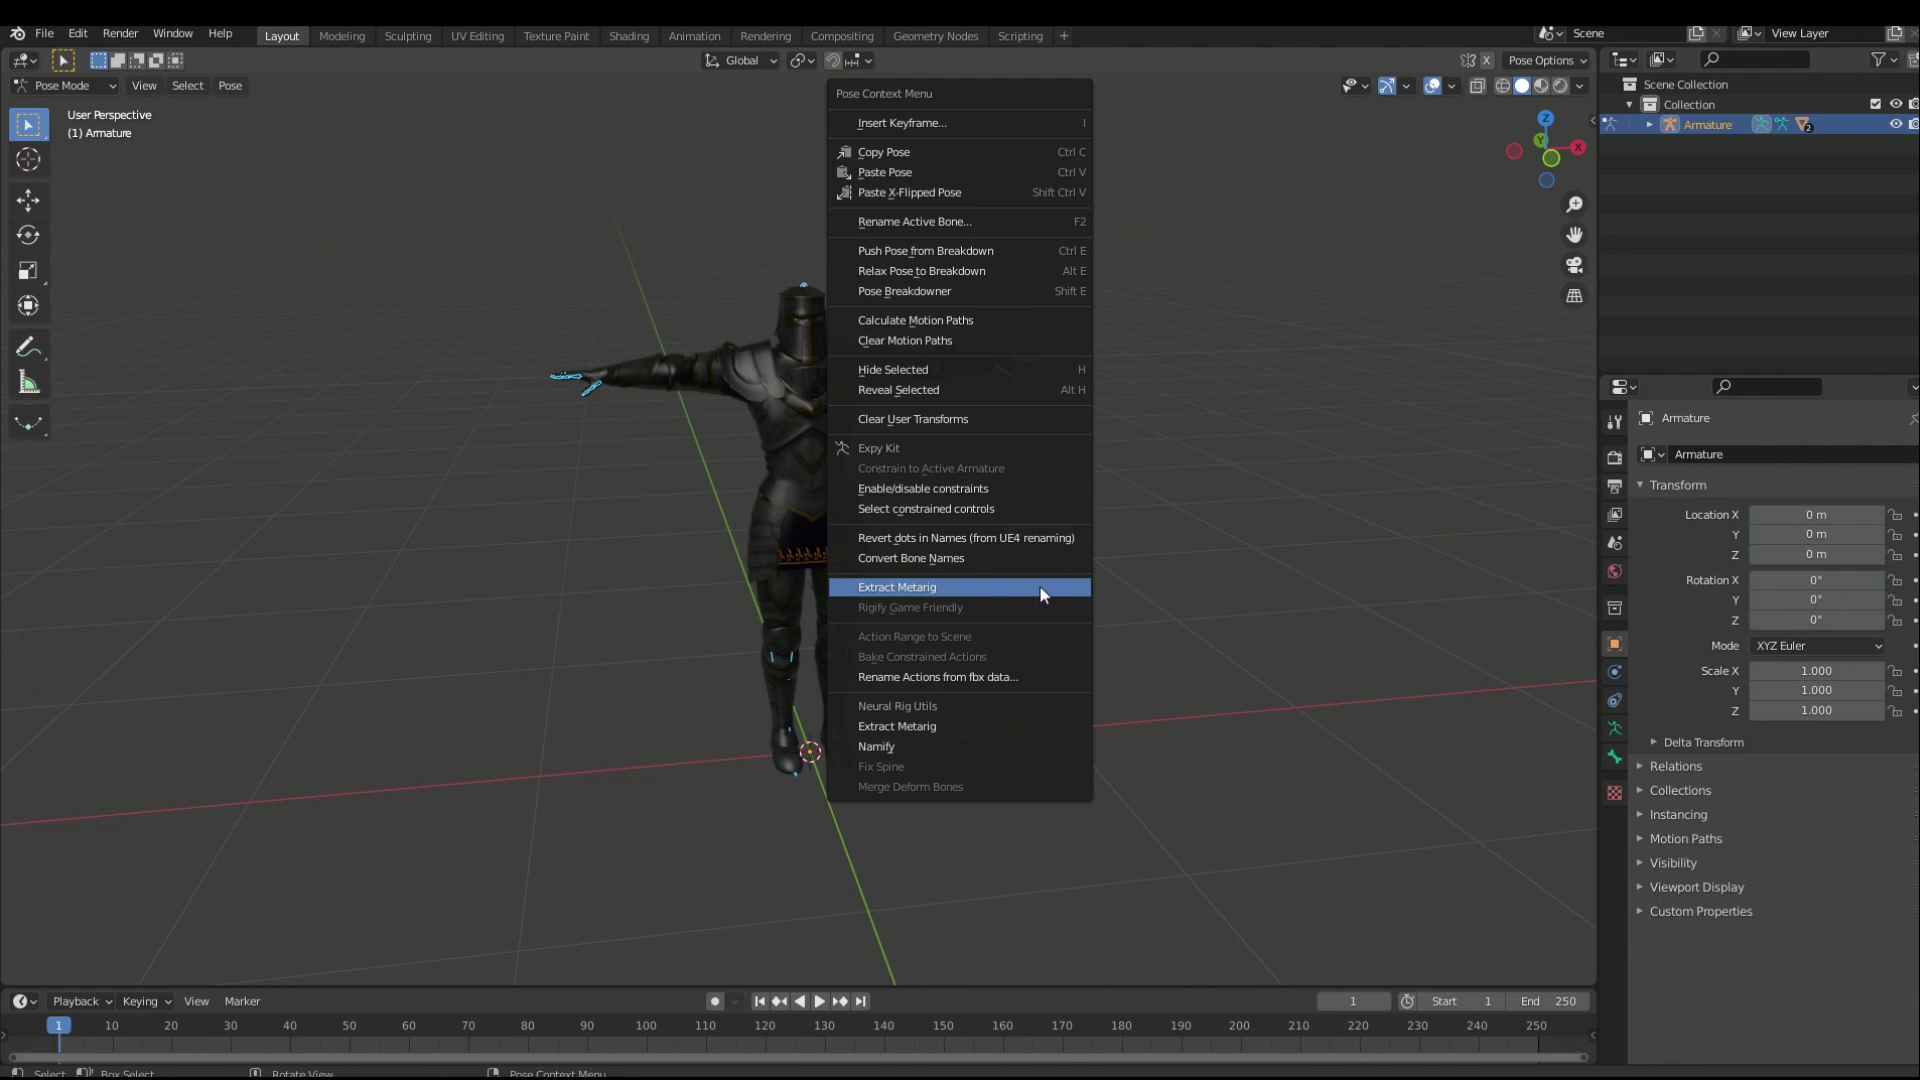 File Edit Render Window Help Layout Modeling Sculpting UV Editing Texture Paint Shading Animation Rendering Compositing Geometry Nodes Scripting + Scene View Layer
Global X Pose Options
Pose Mode View Select Pose
User Perspective
(1) Armature
Z
Y
X
Pose Context Menu
Insert Keyframe... I
Copy Pose Ctrl C
Paste Pose Ctrl V
Paste X-Flipped Pose Shift Ctrl V
Rename Active Bone... F2
Push Pose from Breakdown Ctrl E
Relax Pose to Breakdown Alt E
Pose Breakdowner Shift E
Calculate Motion Paths
Clear Motion Paths
Hide Selected H
Reveal Selected Alt H
Clear User Transforms
Expy Kit
Constrain to Active Armature
Enable/disable constraints
Select constrained controls
Revert dots in Names (from UE4 renaming)
Convert Bone Names
Extract Metarig
Rigify Game Friendly
Action Range to Scene
Bake Constrained Actions
Rename Actions from fbx data...
Neural Rig Utils
Extract Metarig
Namify
Fix Spine
Merge Deform Bones
Scene Collection
Collection
Armature 2
Armature
Armature
Transform
Location X 0 m
Y 0 m
Z 0 m
Rotation X 0°
Y 0°
Z 0°
Mode XYZ Euler
Scale X 1.000
Y 1.000
Z 1.000
Delta Transform
Relations
Collections
Instancing
Motion Paths
Visibility
Viewport Display
Custom Properties
Playback Keying View Marker 1 Start 1 End 250
1 10 20 30 40 50 60 70 80 90 100 110 120 130 140 150 160 170 180 190 200 210 220 230 240 250
Select Box Select Rotate View Pose Context Menu